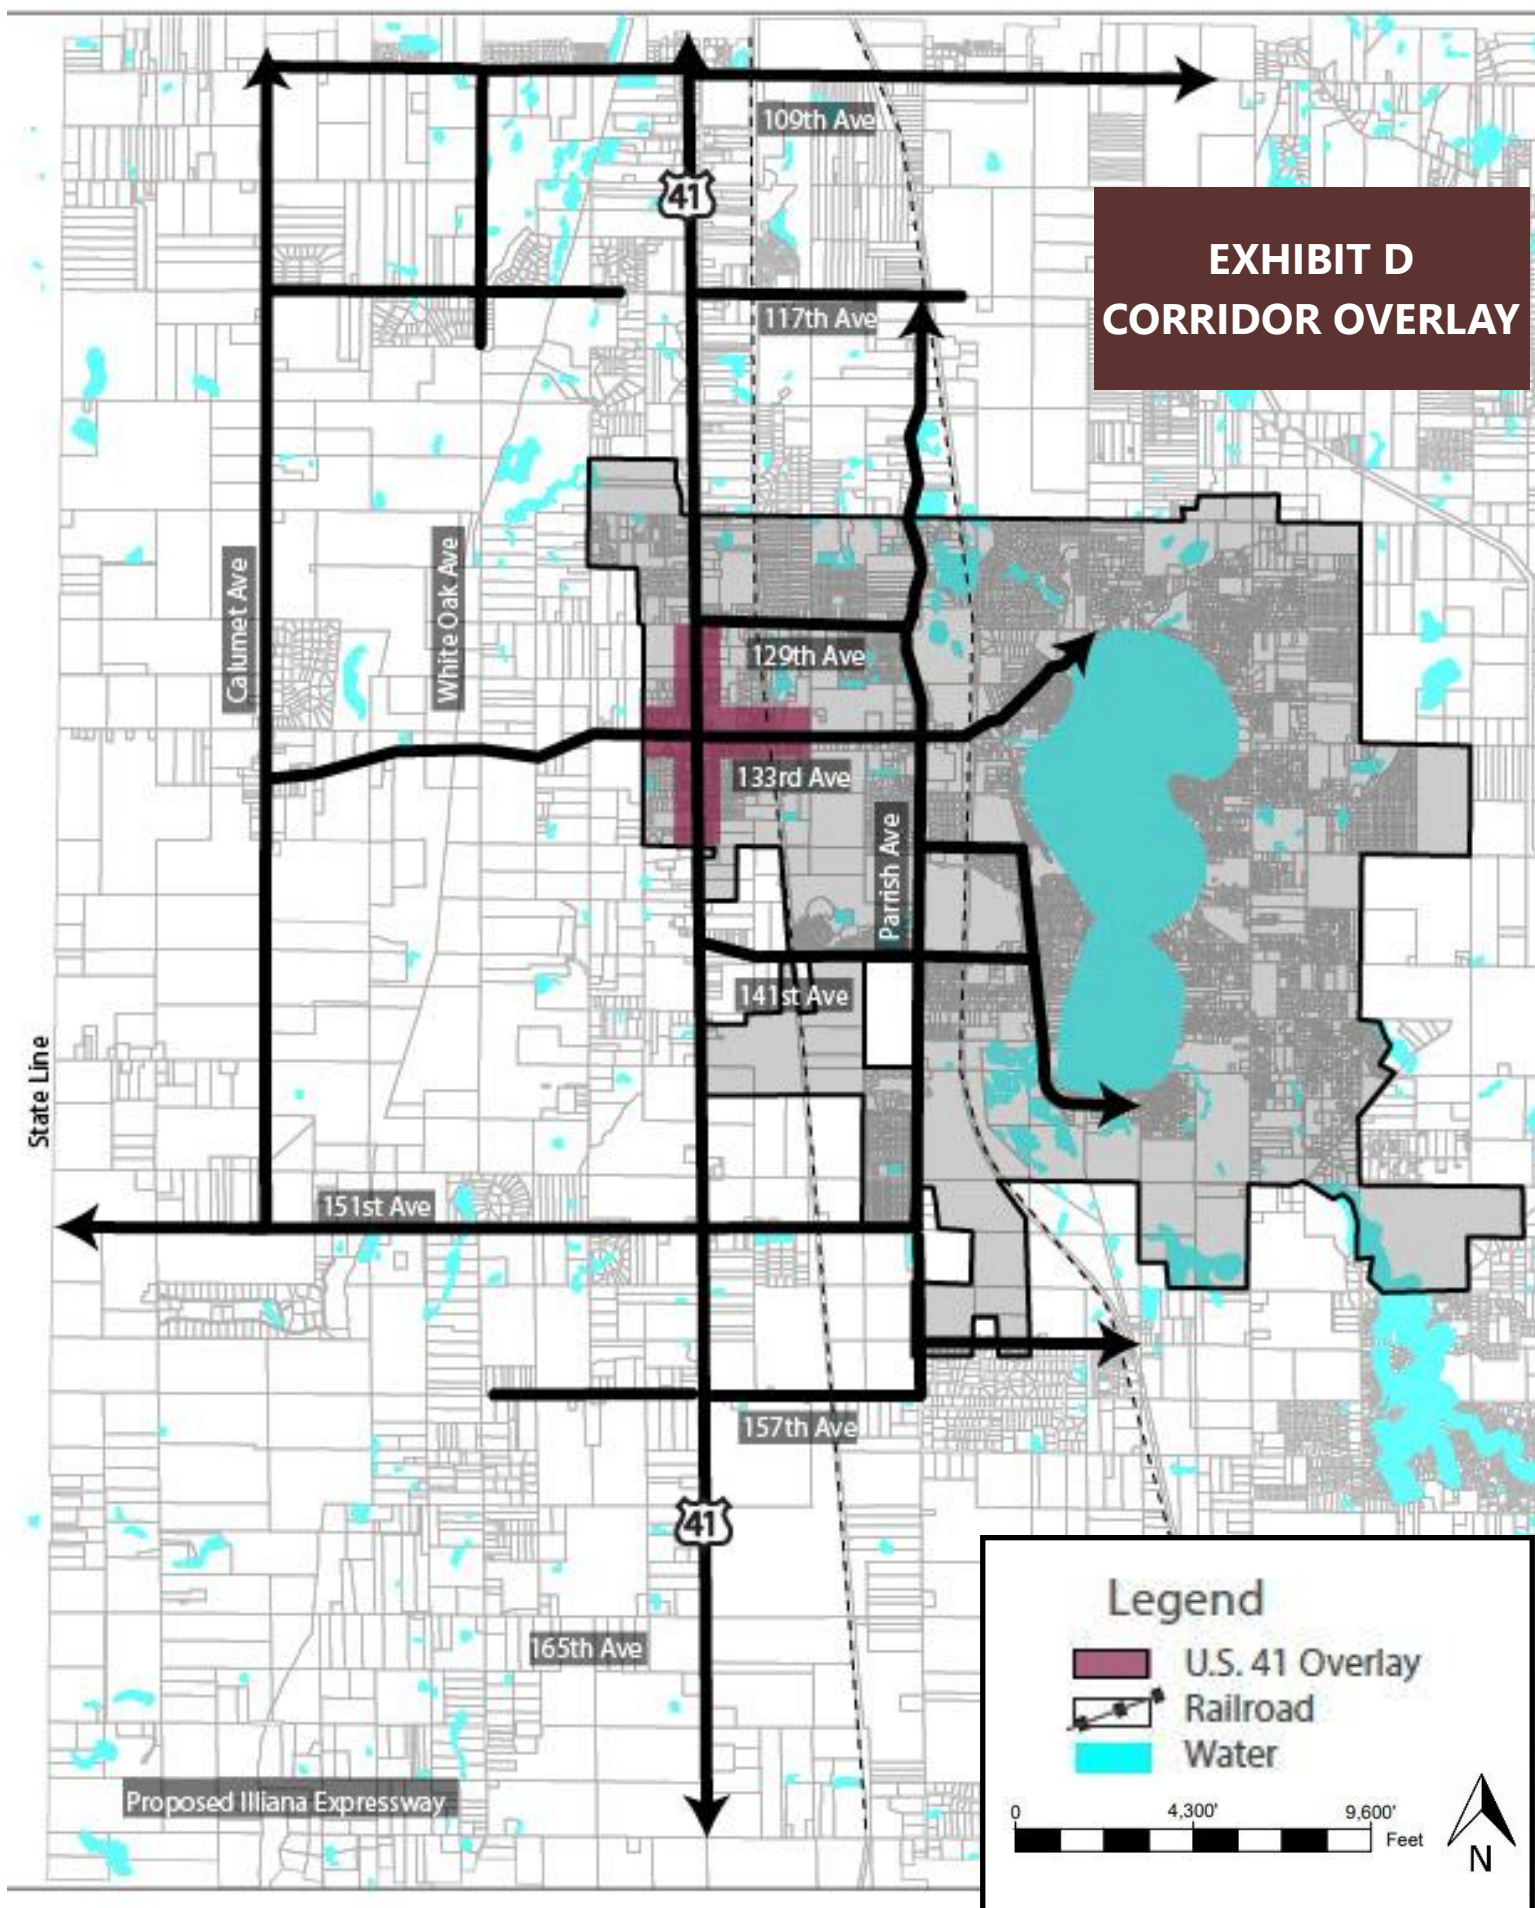 109th Ave
41
EXHIBIT D
CORRIDOR OVERLAY
117th Ave
Calumet Ave
White Oak Ave
129th Ave
133rd Ave
Parrish Ave
141st Ave
State Line
151st Ave
157th Ave
41
165th Ave
Proposed Illiana Expressway
Legend
U.S. 41 Overlay
Railroad
Water
0 4,300' 9,600'
Feet
N